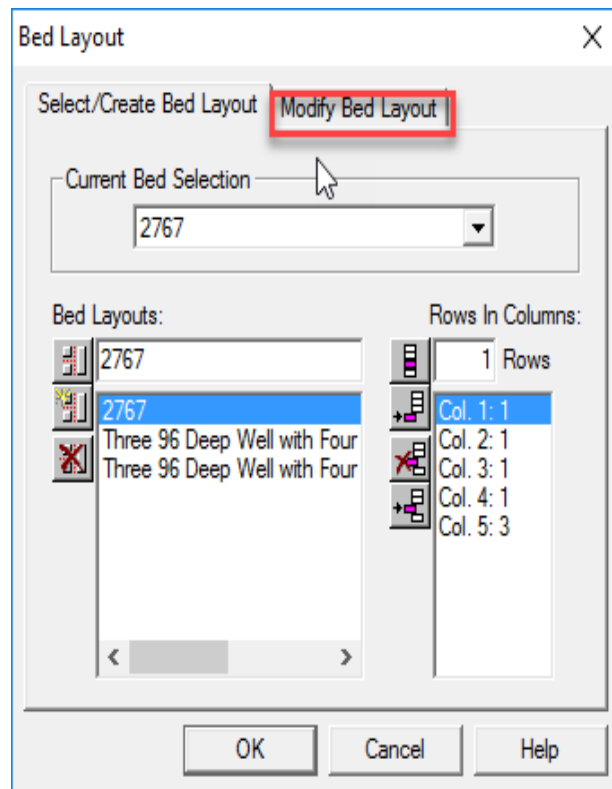 Bed Layout
Select/Create Bed Layout Modify Bed Layout
Current Bed Selection
2767
Bed Layouts: Rows In Columns:
2767 1 Rows
2767 Col. 1: 1
Three 96 Deep Well with Four Col. 2: 1
Three 96 Deep Well with Four Col. 3: 1
Col. 4: 1
Col. 5: 3
OK Cancel Help